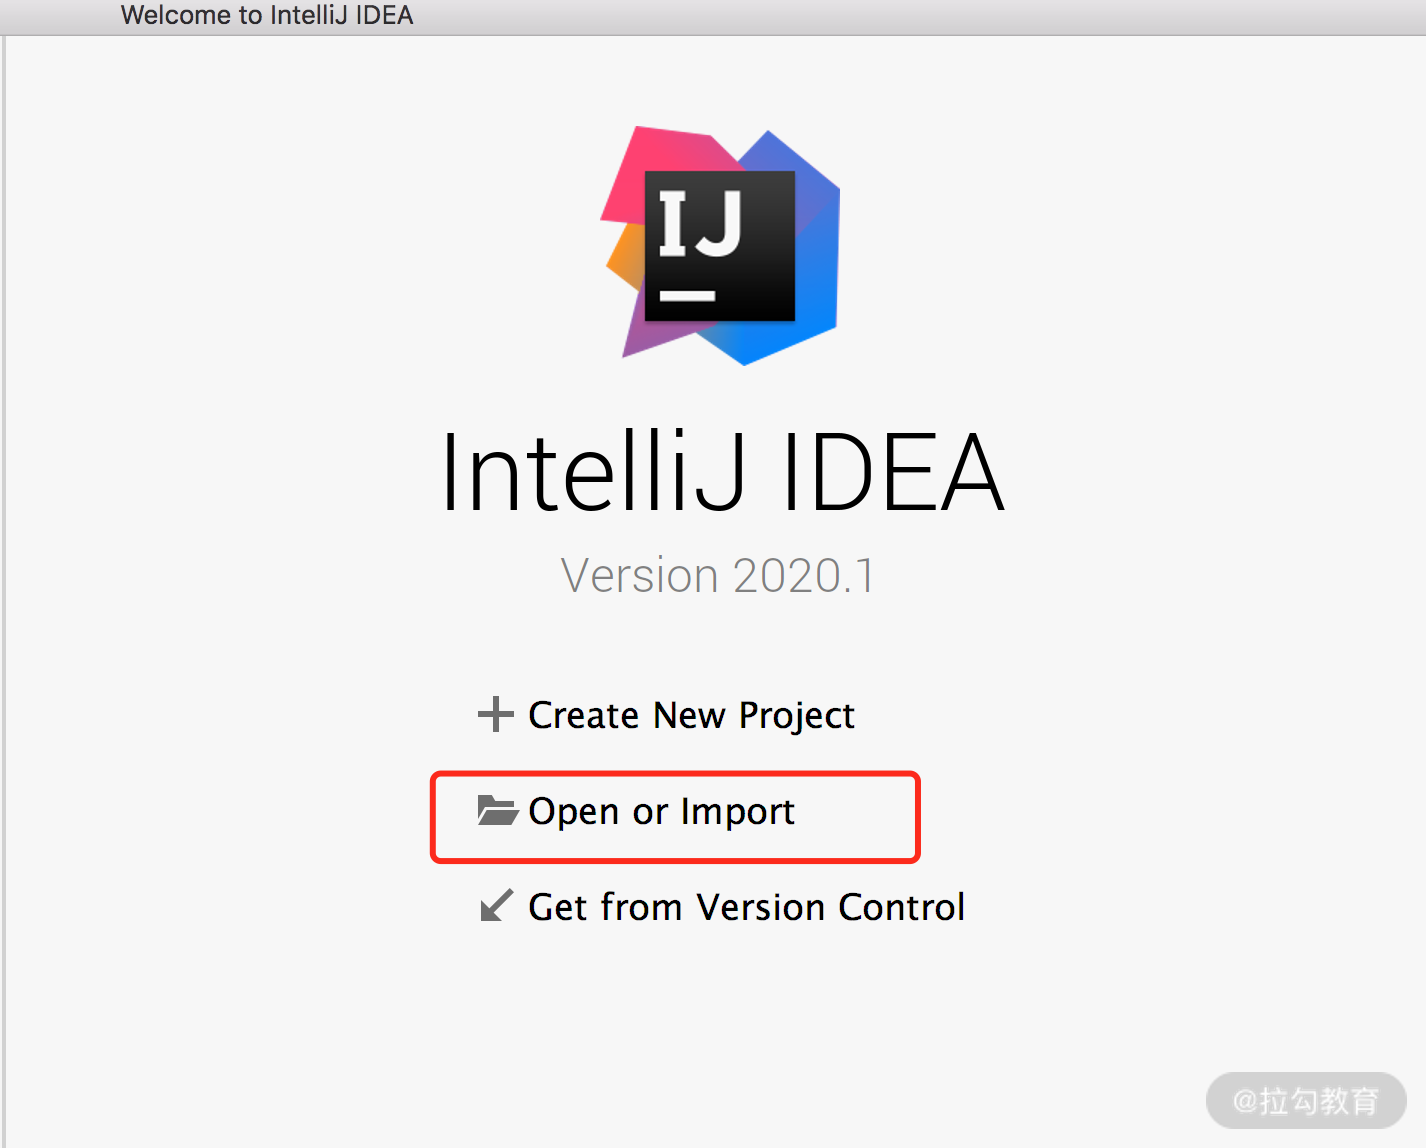 Welcome to IntelliJ IDEA
IJ
IntelliJ IDEA
Version 2020.1
Create New Project
Open or Import
Get from Version Control
@拉勾教育